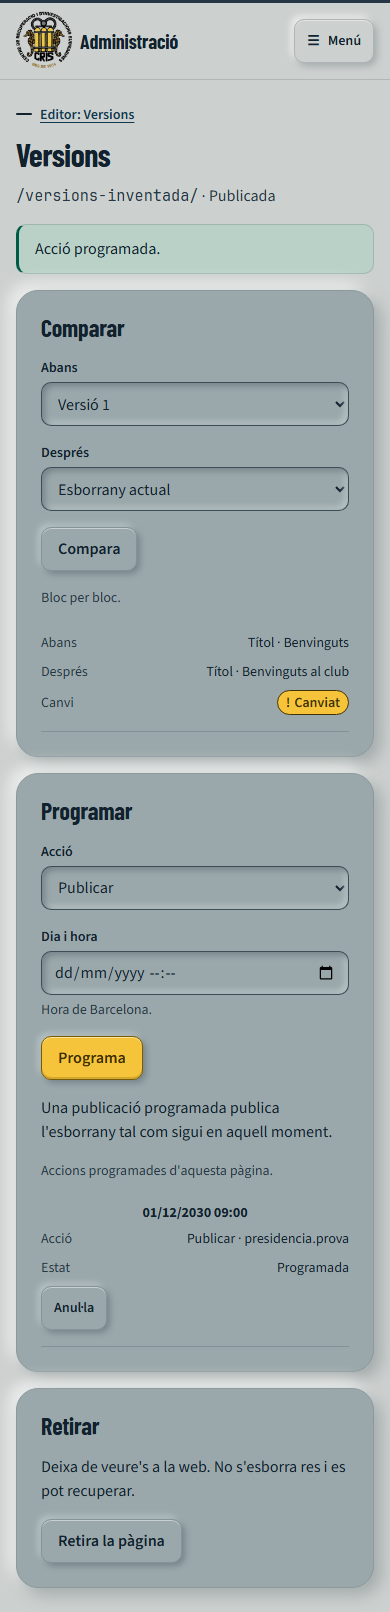 CRIS
Administració
☰ Menú
— Editor: Versions
Versions
/versions-inventada/ · Publicada
Acció programada.
Comparar
Abans
Versió 1
Després
Esborrany actual
Compara
Bloc per bloc.
Abans Títol · Benvinguts
Després Títol · Benvinguts al club
Canvi ! Canviat
Programar
Acció
Publicar
Dia i hora
dd/mm/yyyy --:--
Hora de Barcelona.
Programa
Una publicació programada publica
l'esborrany tal com sigui en aquell moment.
Accions programades d'aquesta pàgina.
01/12/2030 09:00
Acció Publicar · presidencia.prova
Estat Programada
Anul·la
Retirar
Deixa de veure's a la web. No s'esborra res i es
pot recuperar.
Retira la pàgina